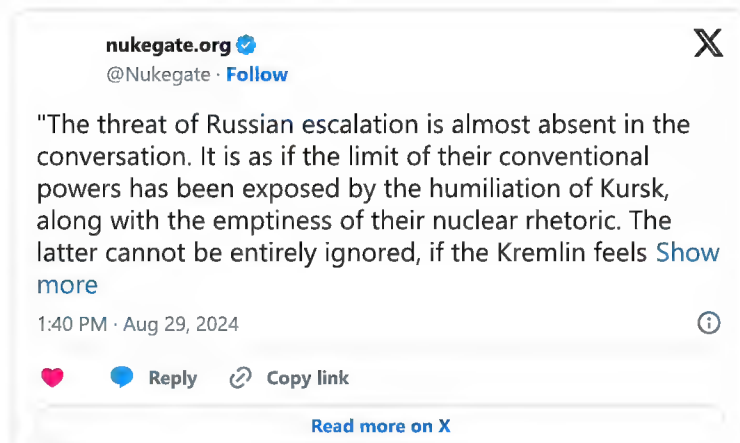 nukegate.org
X
@Nukegate · Follow
"The threat of Russian escalation is almost absent in the
conversation. It is as if the limit of their conventional
powers has been exposed by the humiliation of Kursk,
along with the emptiness of their nuclear rhetoric. The
latter cannot be entirely ignored, if the Kremlin feels Show
more
1:40 PM · Aug 29, 2024
Reply Copy link
Read more on X